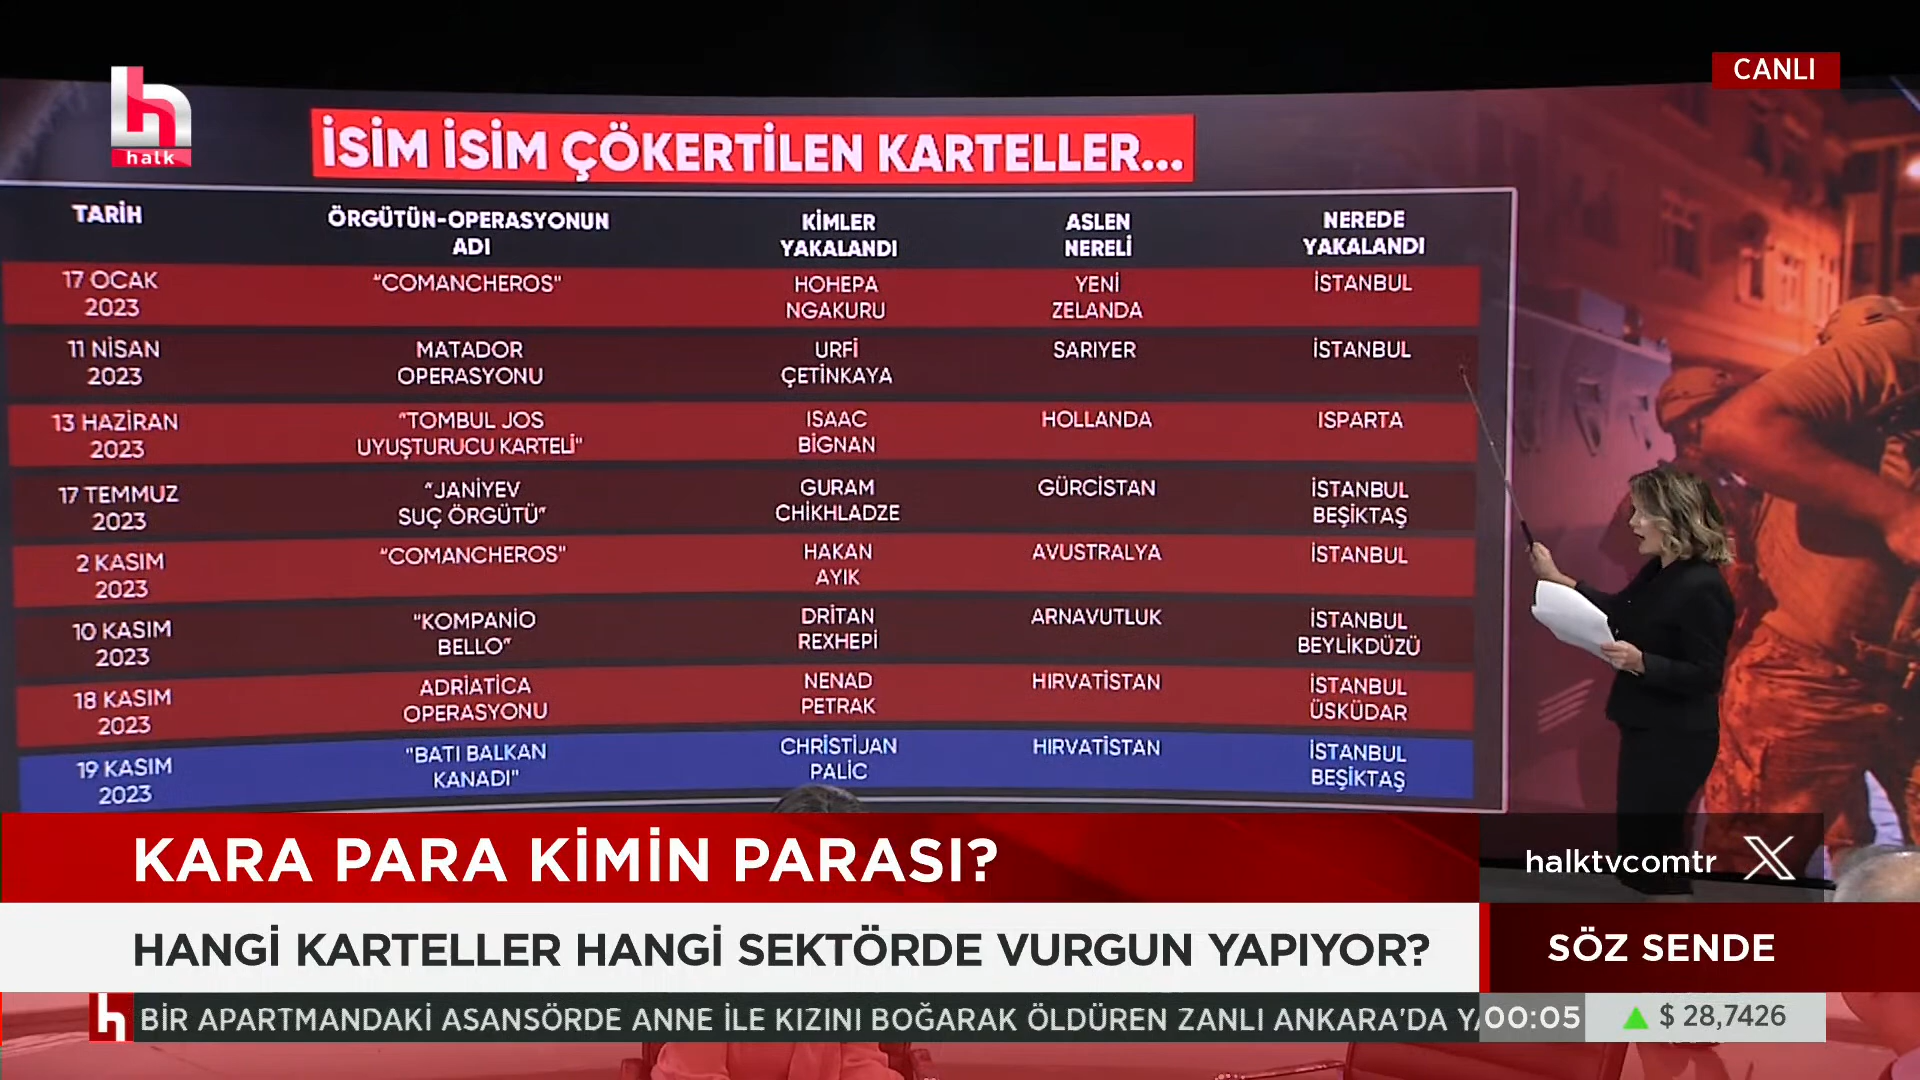 halk
CANLI
İSİM İSİM ÇÖKERTİLEN KARTELLER...
TARİH
ÖRGÜTÜN-OPERASYONUN
ADI
KİMLER
YAKALANDI
ASLEN
NERELİ
NEREDE
YAKALANDI
17 OCAK
2023
"COMANCHEROS"
HOHEPA
NGAKURU
YENİ
ZELANDA
İSTANBUL
11 NİSAN
2023
MATADOR
OPERASYONU
URFİ
ÇETİNKAYA
SARIYER
İSTANBUL
13 HAZİRAN
2023
"TOMBUL JOS
UYUŞTURUCU KARTELİ"
ISAAC
BİGNAN
HOLLANDA
ISPARTA
17 TEMMUZ
2023
"JANİYEV
SUÇ ÖRGÜTÜ"
GURAM
CHİKHLADZE
GÜRCİSTAN
İSTANBUL
BEŞİKTAŞ
2 KASIM
2023
"COMANCHEROS"
HAKAN
AYIK
AVUSTRALYA
İSTANBUL
10 KASIM
2023
"KOMPANİO
BELLO"
DRİTAN
REXHEPİ
ARNAVUTLUK
İSTANBUL
BEYLİKDÜZÜ
18 KASIM
2023
ADRİATİCA
OPERASYONU
NENAD
PETRAK
HIRVATİSTAN
İSTANBUL
ÜSKÜDAR
19 KASIM
2023
"BATI BALKAN
KANADI"
CHRİSTİJAN
PALİC
HIRVATİSTAN
İSTANBUL
BEŞİKTAŞ
KARA PARA KİMİN PARASI?
halktvcomtr X
HANGİ KARTELLER HANGİ SEKTÖRDE VURGUN YAPIYOR?
SÖZ SENDE
BİR APARTMANDAKİ ASANSÖRDE ANNE İLE KIZINI BOĞARAK ÖLDÜREN ZANLI ANKARA'DA
00:05
$ 28,7426